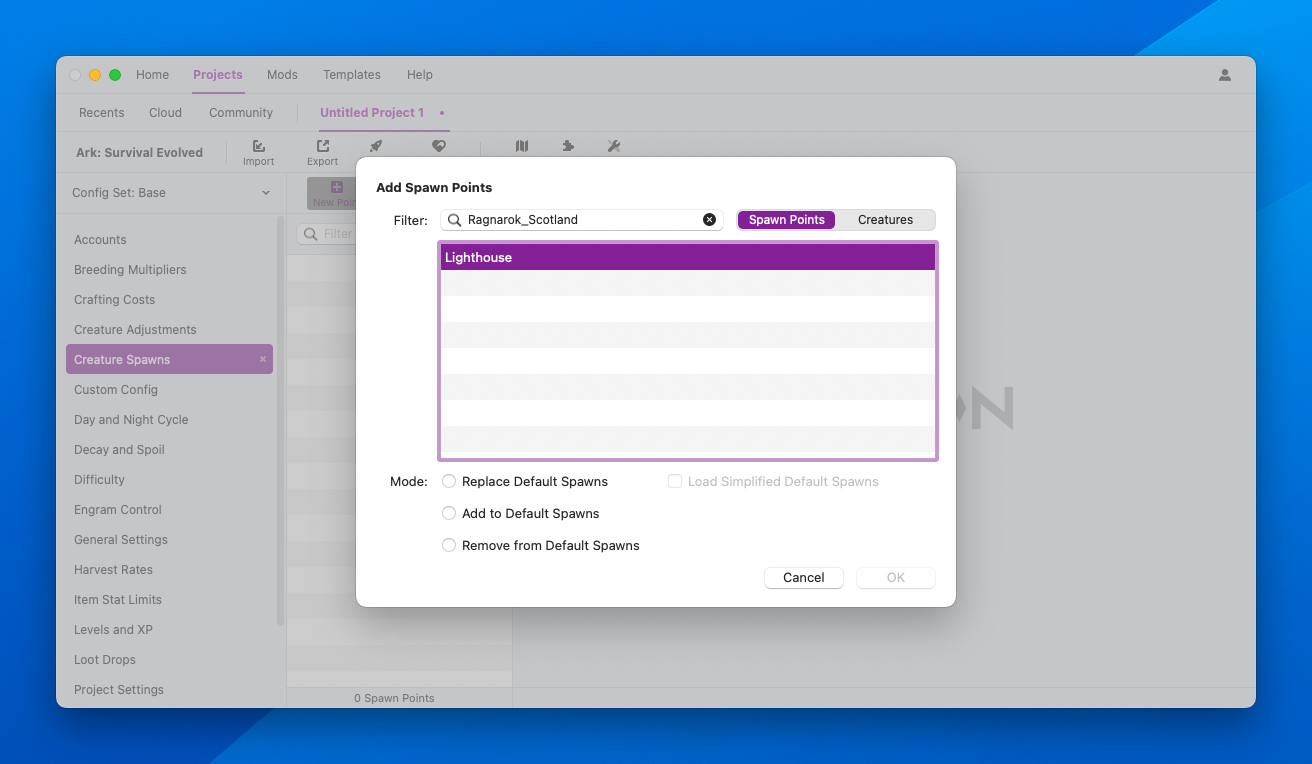 Home Projects Mods Templates Help
Recents Cloud Community Untitled Project 1 •
Ark: Survival Evolved Import Export
Config Set: Base
New Poin
Filter
Accounts
Breeding Multipliers
Crafting Costs
Creature Adjustments
Creature Spawns
Custom Config
Day and Night Cycle
Decay and Spoil
Difficulty
Engram Control
General Settings
Harvest Rates
Item Stat Limits
Levels and XP
Loot Drops
Project Settings
0 Spawn Points
Add Spawn Points
Filter: Ragnarok_Scotland Spawn Points Creatures
Lighthouse
Mode: Replace Default Spawns Load Simplified Default Spawns
Add to Default Spawns
Remove from Default Spawns
Cancel OK
N